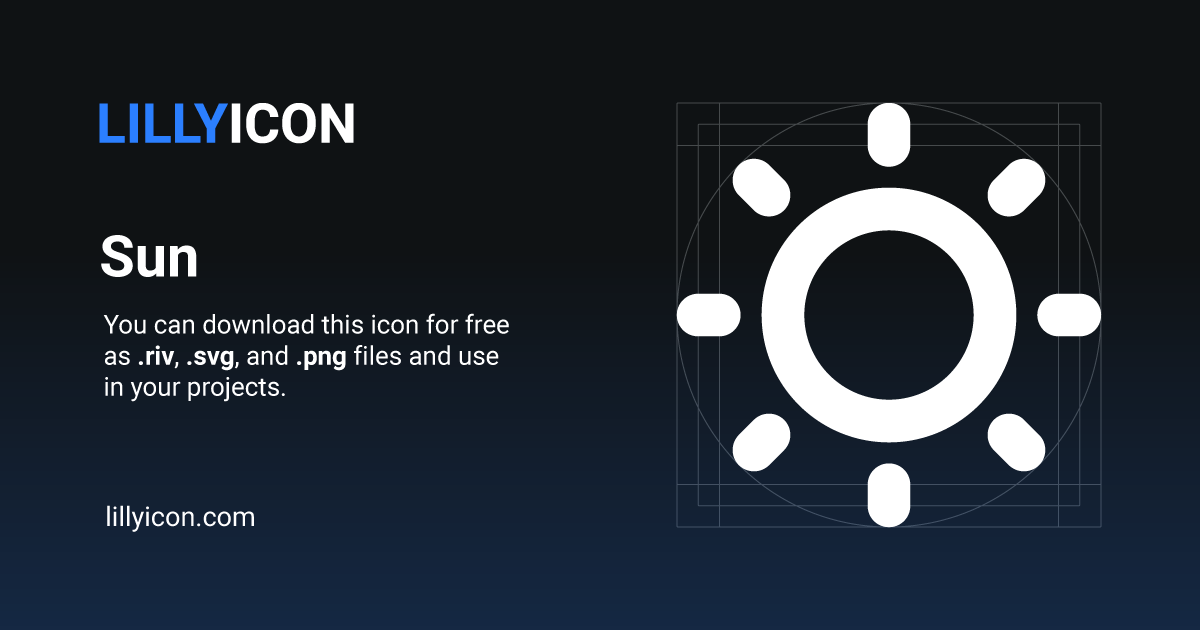 LILLYICON
Sun
You can download this icon for free
as .riv, .svg, and .png files and use
in your projects.
lillyicon.com